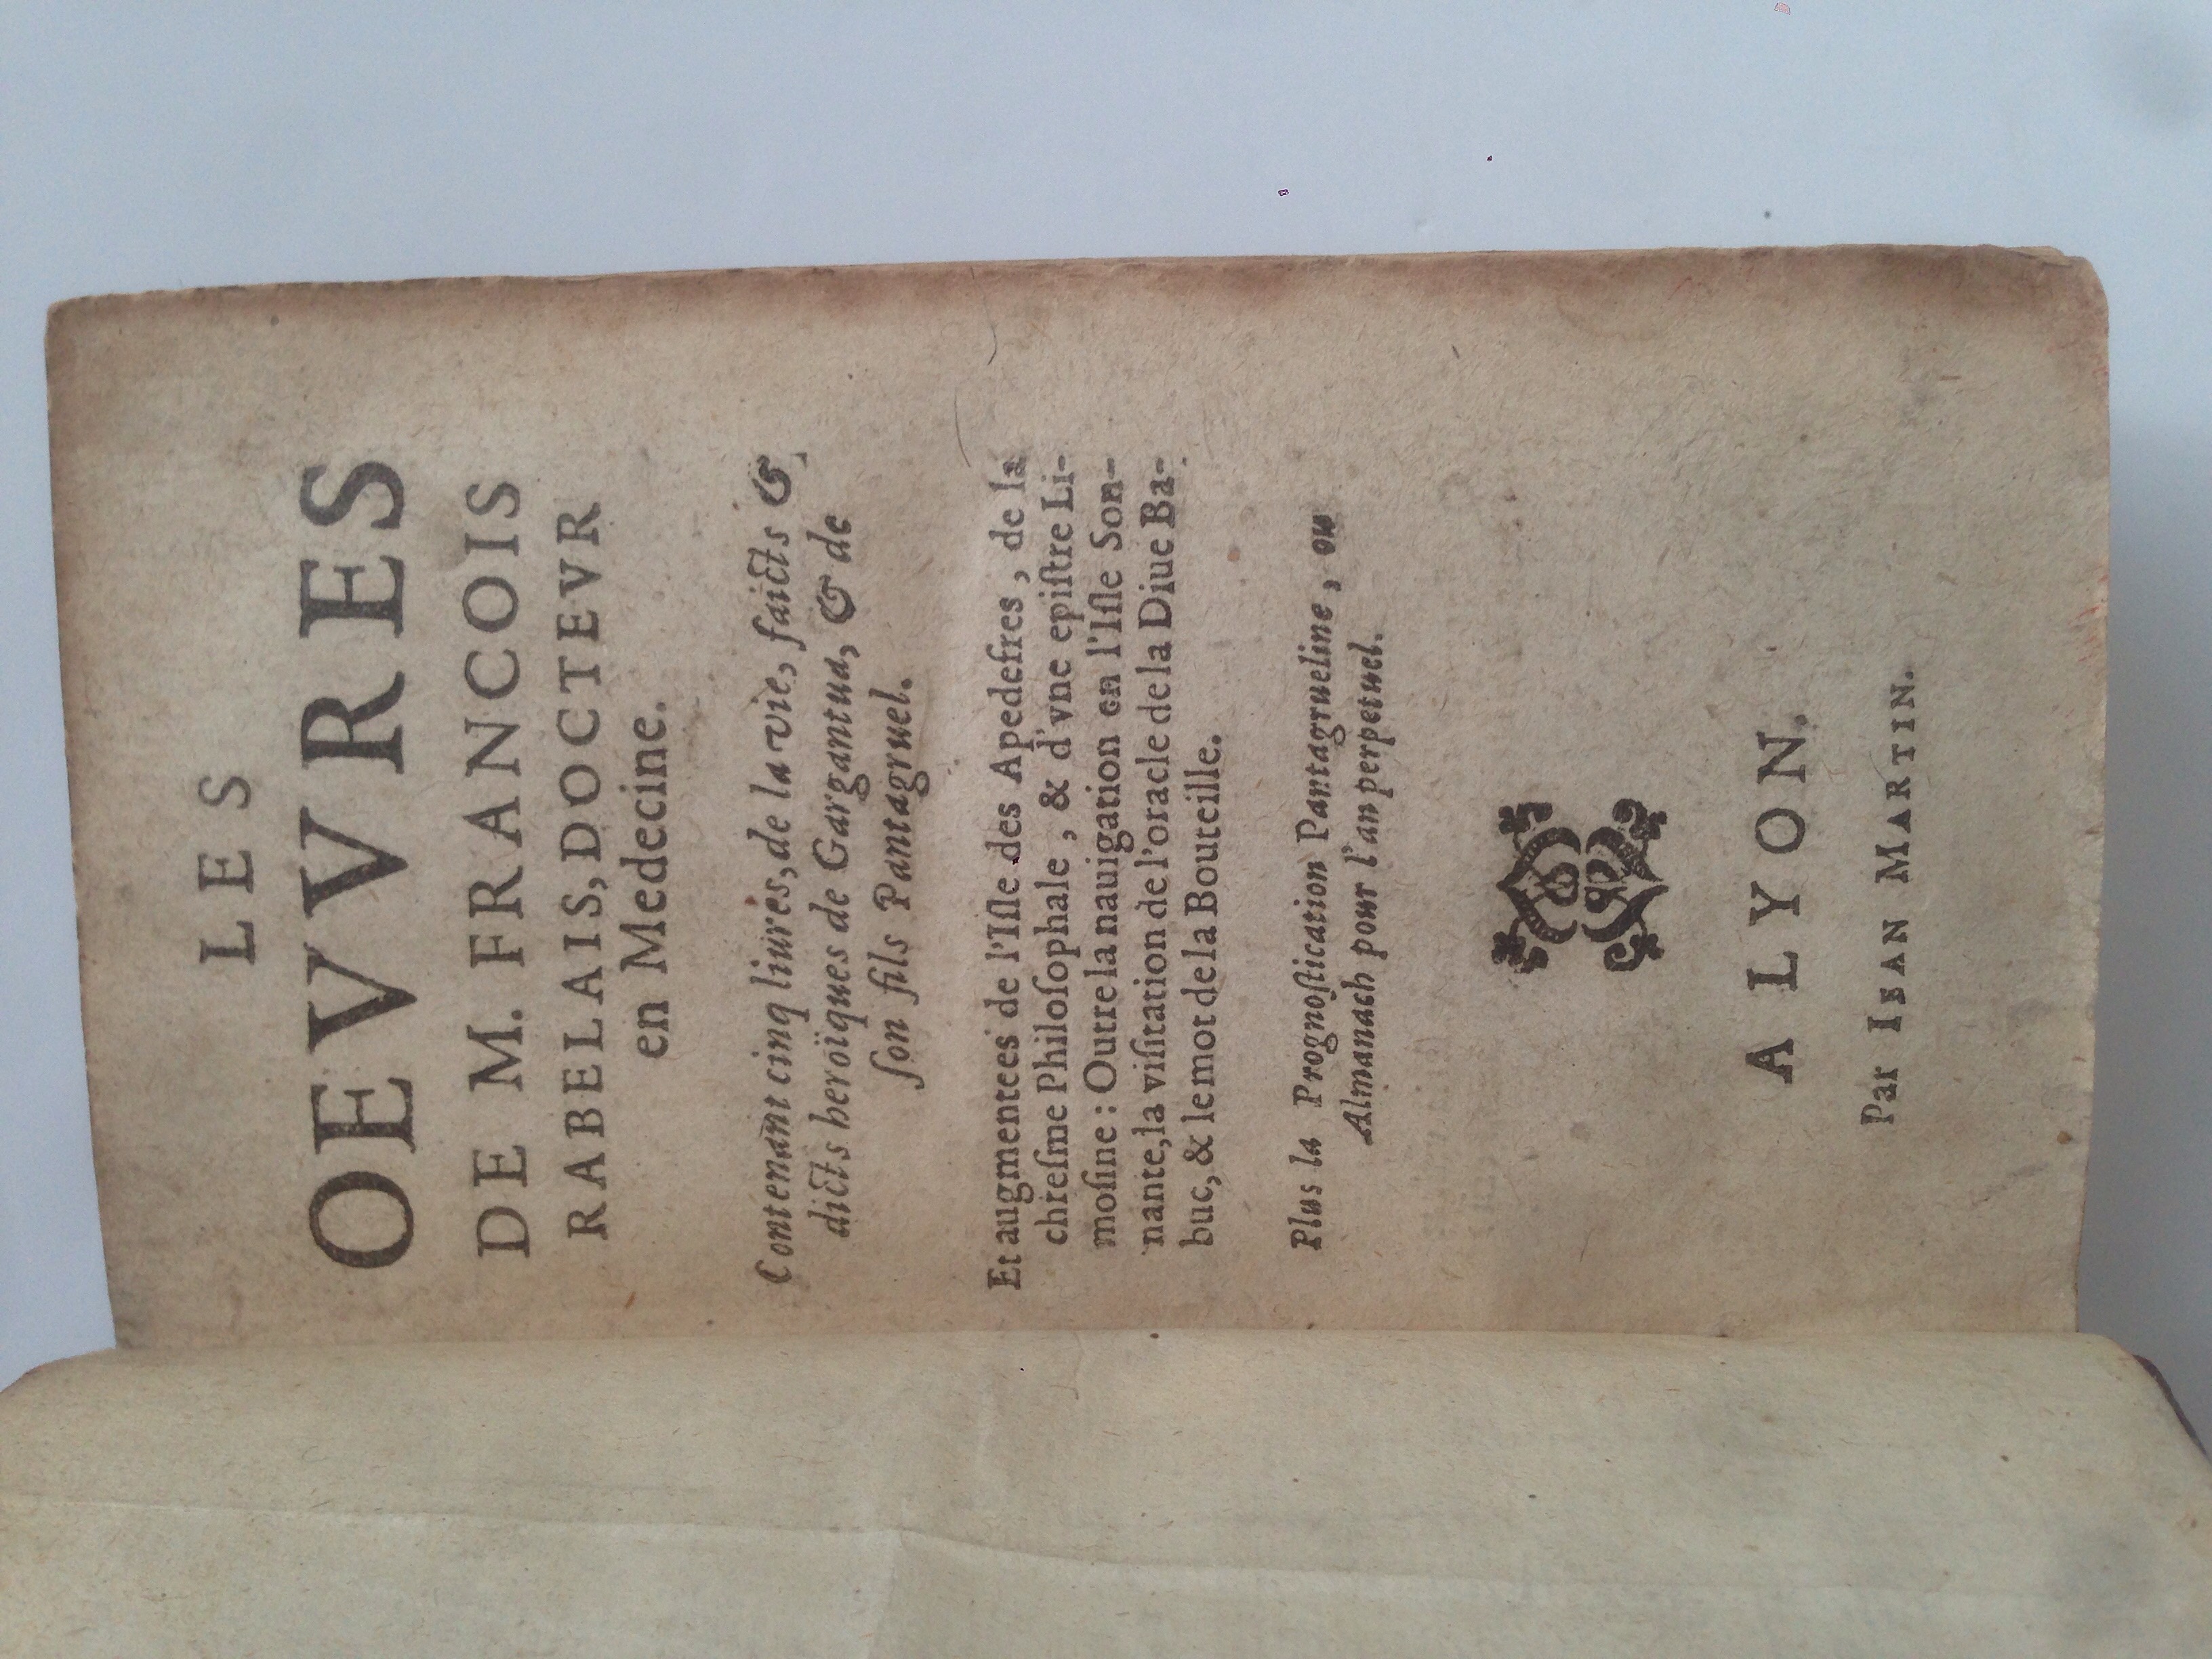 LES
OEVVRES
DE M. FRANCOIS
RABELAIS, DOCTEVR
en Medecine.
Contenant cinq liures, de la vie, faicts &
dicts heroïques de Gargantua, & de
ſon fils Pantagruel.
Et augmentees de l'Iſle des Apedefres, de la
chreſme Philoſophale, & d'vne epiſtre Li-
moſine: Outre la nauigation en l'Iſle Son-
nante, la viſitation de l'oracle de la Diue Ba-
buc, & le mot de la Bouteille.
Plus la Prognoſtication Pantagrueline, ou
Almanach pour l'an perpetuel.
A LYON.
Par IEAN MARTIN.